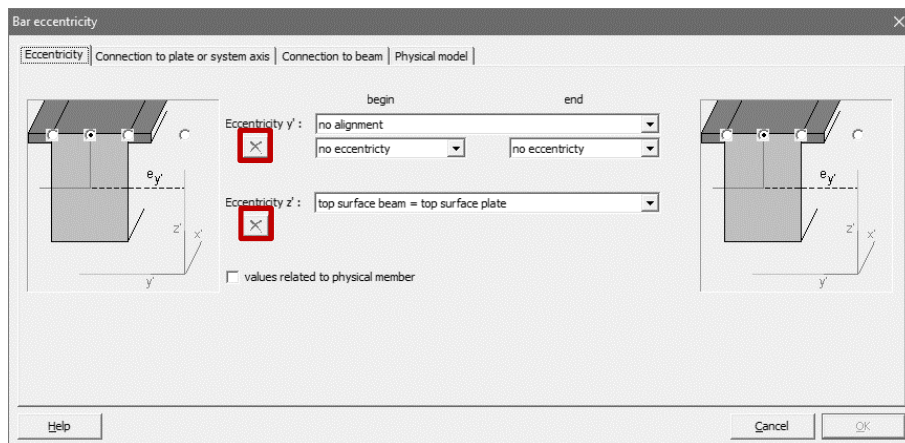 Bar eccentricity
Eccentricity
Connection to plate or system axis
Connection to beam
Physical model
begin
end
Eccentricity y' :
no alignment
no eccentricty
no eccentricty
Eccentricity z' :
top surface beam = top surface plate
values related to physical member
e y'
z'
x'
y'
e y'
z'
x'
y'
Help
Cancel
OK